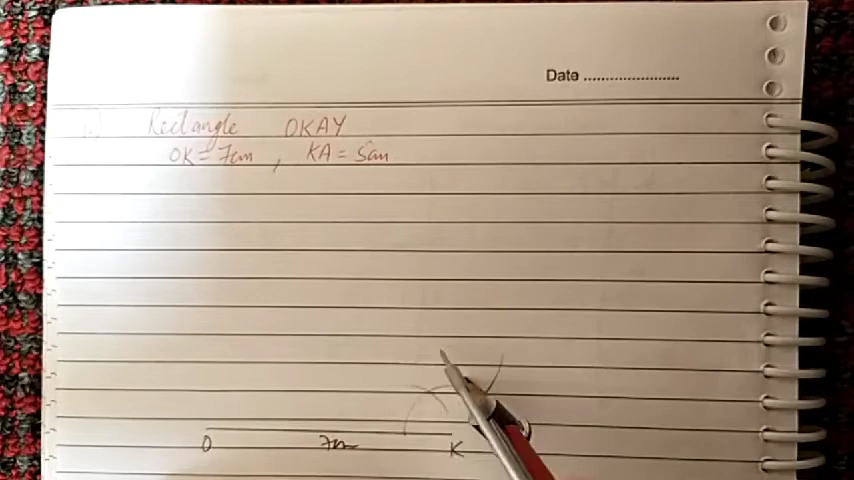 Date ........................
Rectangle OKAY
OK = 7cm , KA = 5cm
O 7cm K